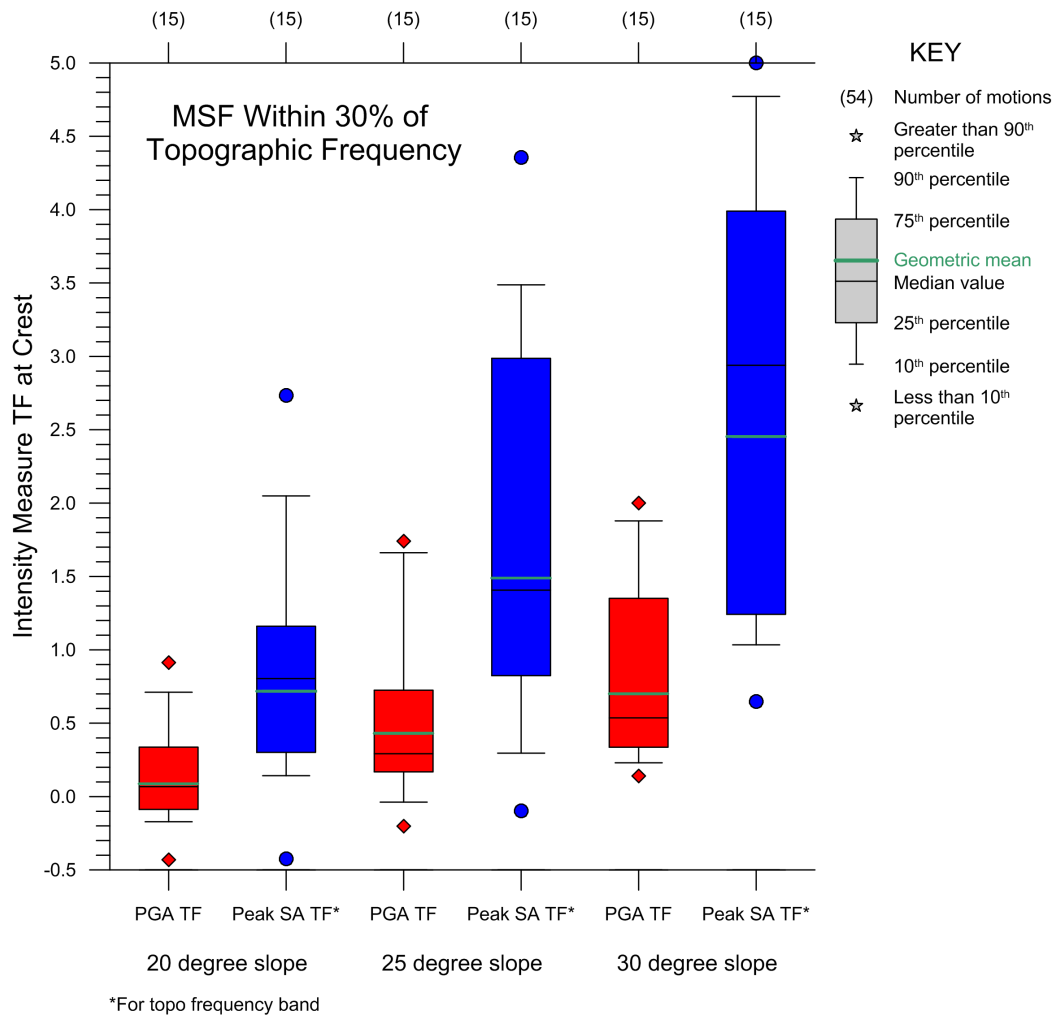 (15) (15) (15) (15) (15) (15)
KEY
5.0
4.5
4.0
3.5
3.0
2.5
2.0
1.5
1.0
0.5
0.0
-0.5
Intensity Measure TF at Crest
MSF Within 30% of
Topographic Frequency
(54) Number of motions
Greater than 90th
percentile
90th percentile
75th percentile
Geometric mean
Median value
25th percentile
10th percentile
Less than 10th
percentile
PGA TF Peak SA TF* PGA TF Peak SA TF* PGA TF Peak SA TF*
20 degree slope 25 degree slope 30 degree slope
*For topo frequency band